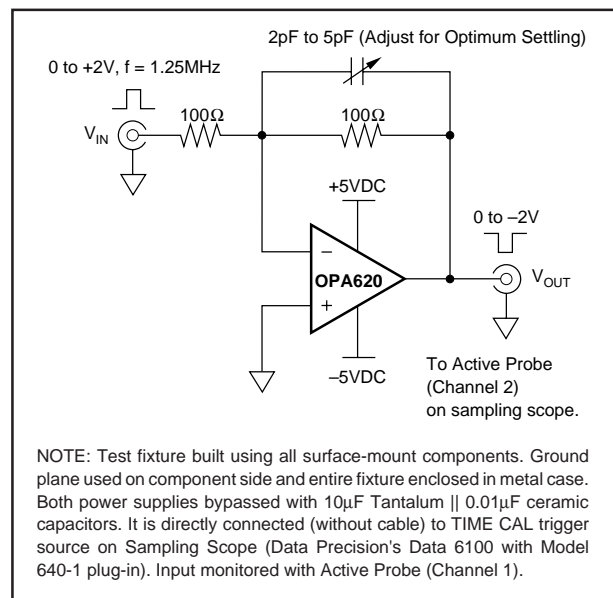 2pF to 5pF (Adjust for Optimum Settling)
0 to +2V, f = 1.25MHz
100Ω
100Ω
VIN
+5VDC
0 to –2V
–
OPA620
+
VOUT
–5VDC
To Active Probe
(Channel 2)
on sampling scope.
NOTE: Test fixture built using all surface-mount components. Ground
plane used on component side and entire fixture enclosed in metal case.
Both power supplies bypassed with 10µF Tantalum || 0.01µF ceramic
capacitors. It is directly connected (without cable) to TIME CAL trigger
source on Sampling Scope (Data Precision's Data 6100 with Model
640-1 plug-in). Input monitored with Active Probe (Channel 1).